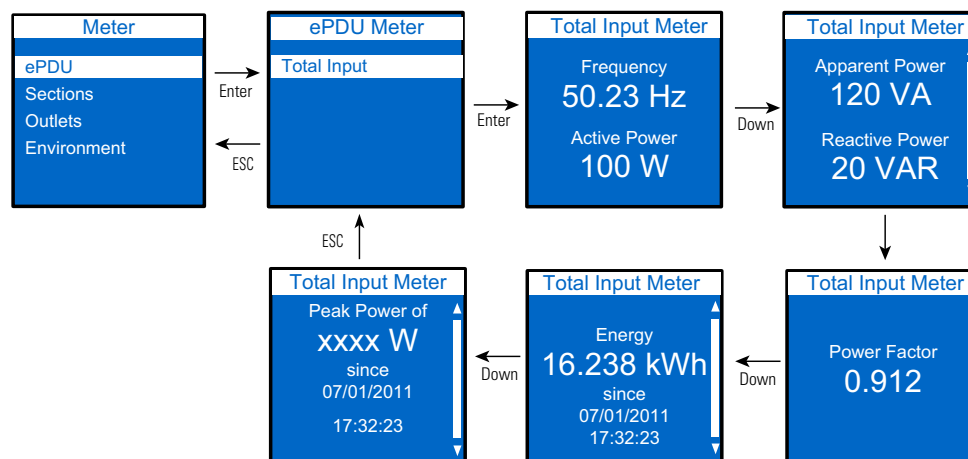 Meter
ePDU
Sections
Outlets
Environment
Enter
ESC
ePDU Meter
Total Input
Enter
Total Input Meter
Frequency
50.23 Hz
Active Power
100 W
Down
Total Input Meter
Apparent Power
120 VA
Reactive Power
20 VAR
Total Input Meter
Power Factor
0.912
Down
Total Input Meter
Energy
16.238 kWh
since
07/01/2011
17:32:23
Down
Total Input Meter
Peak Power of
xxxx W
since
07/01/2011
17:32:23
ESC